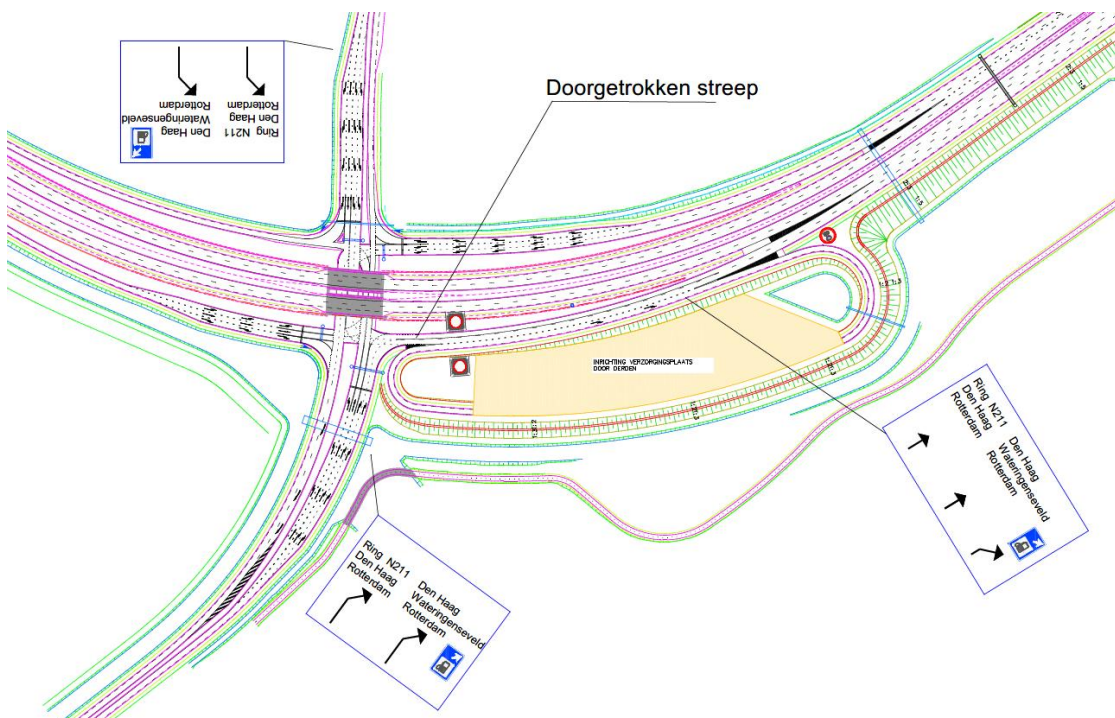 Doorgetrokken streep
Ring N211
Den Haag
Rotterdam
Den Haag
Wateringenseveld
Rotterdam
INRICHTING VERZORGINGSPLAATS
DOOR DERDEN
Ring N211
Den Haag
Rotterdam
Den Haag
Wateringenseveld
Rotterdam
Ring N211
Den Haag
Rotterdam
Den Haag
Wateringenseveld
Rotterdam